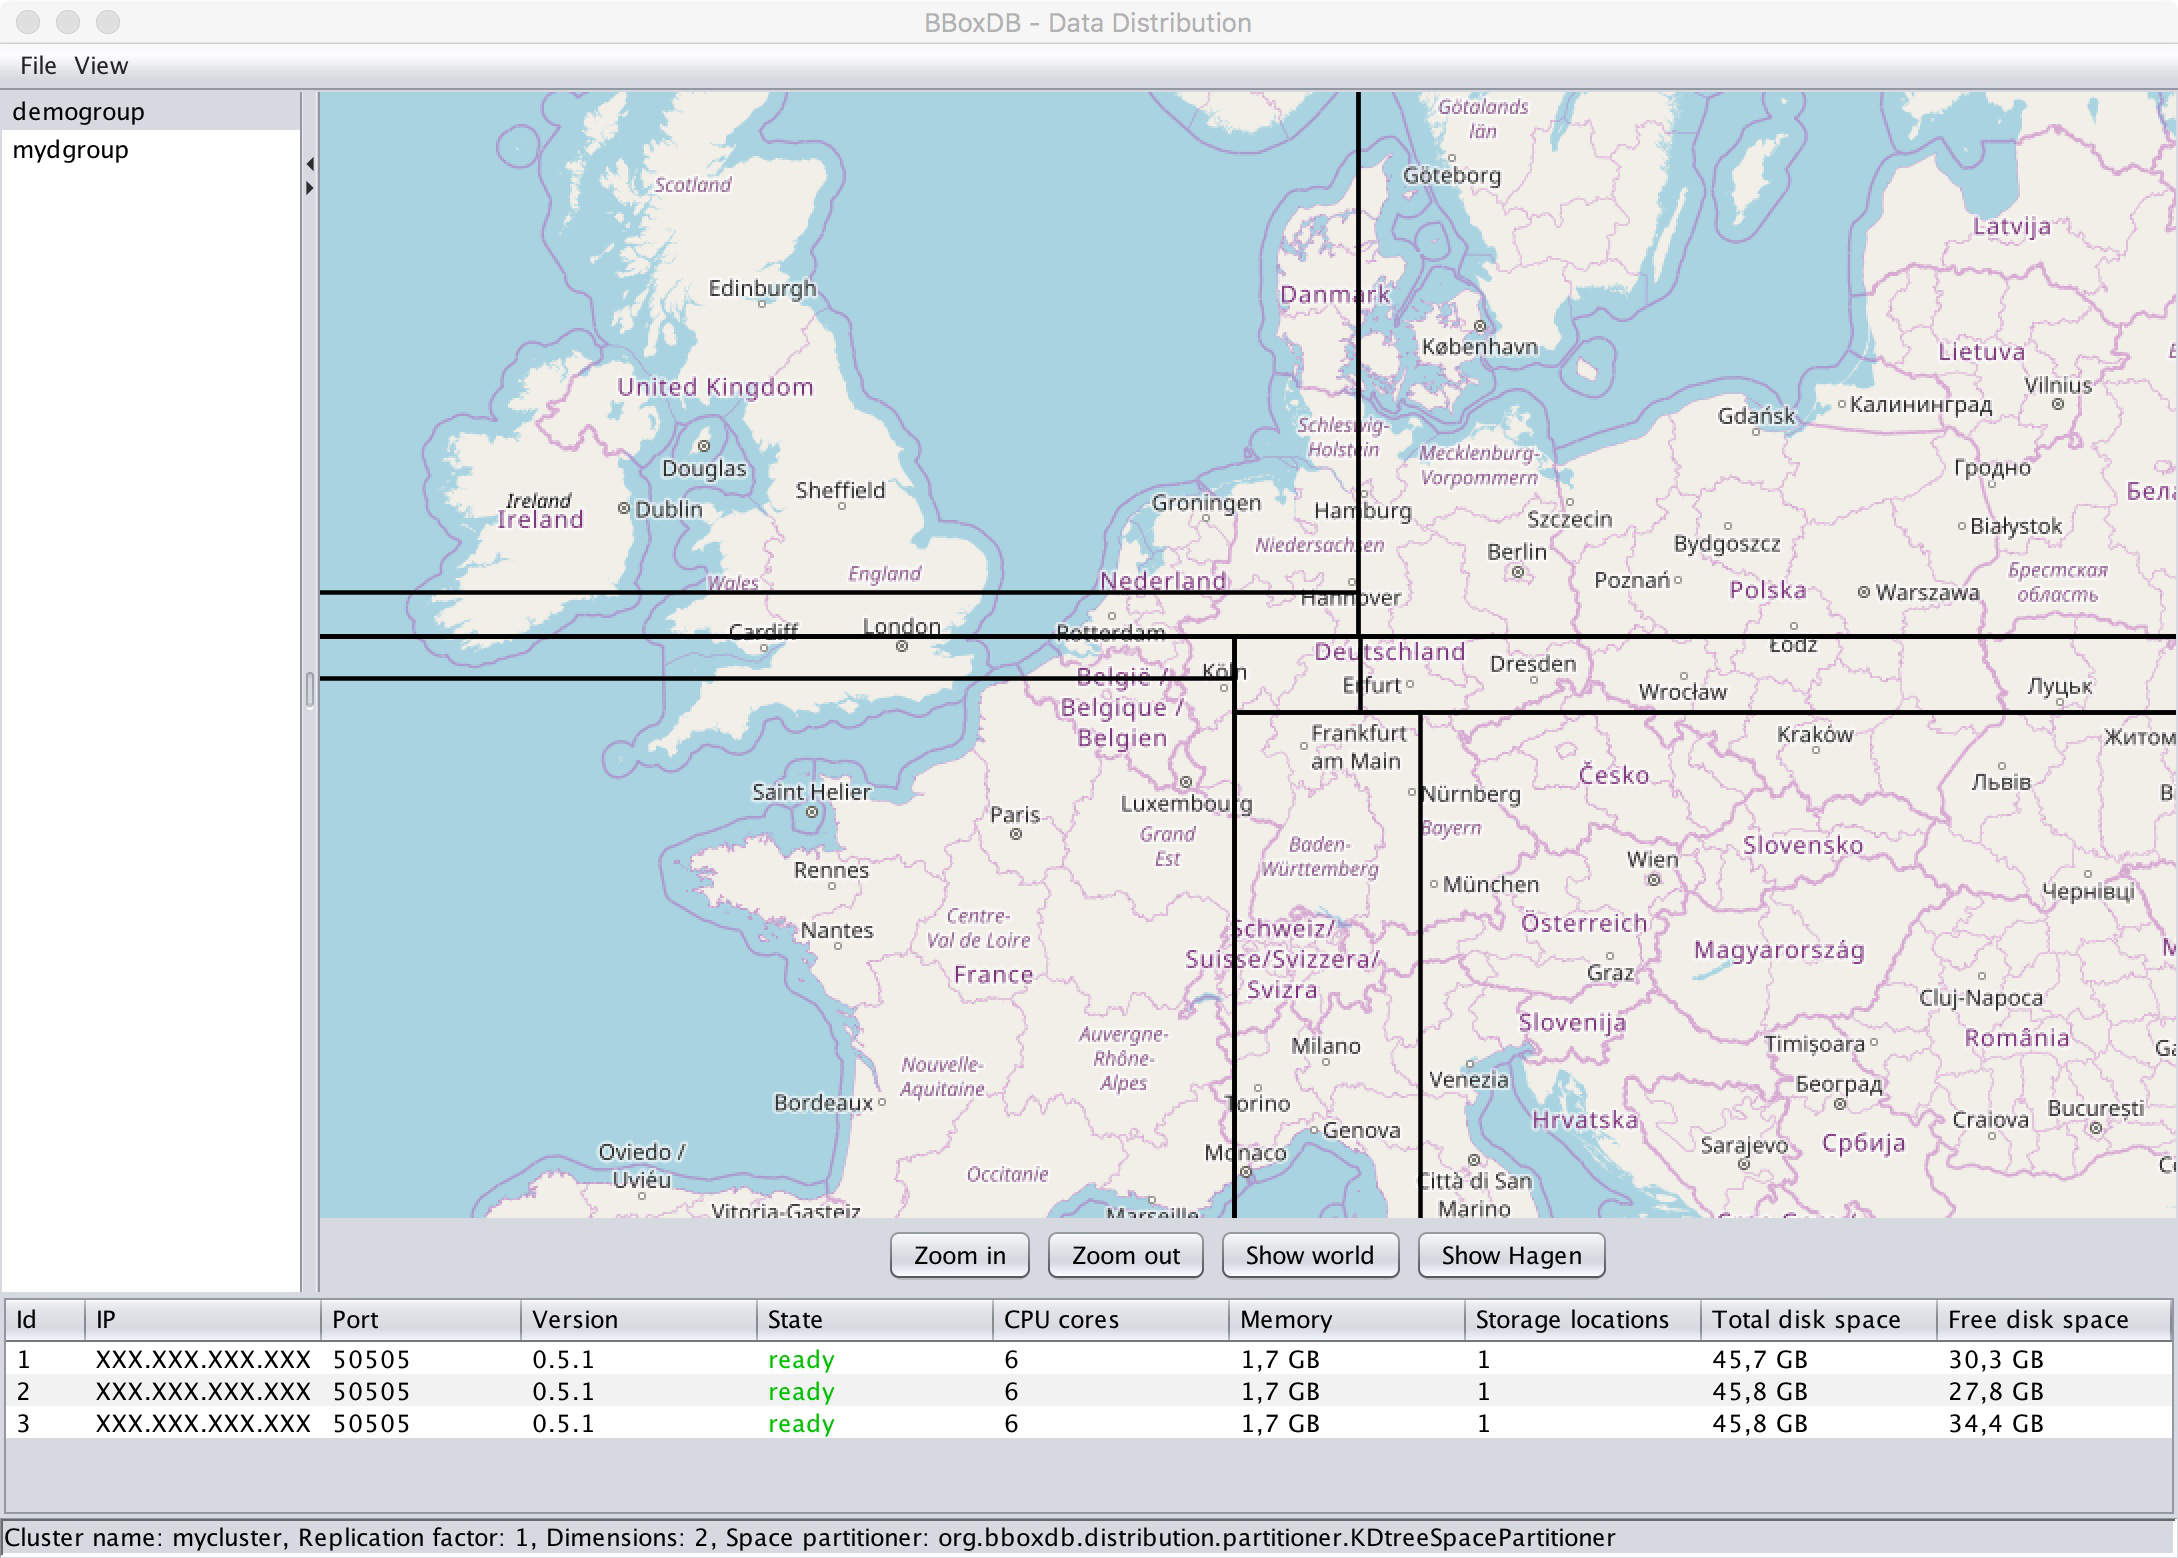 BBoxDB - Data Distribution
File View
demogroup
mydgroup
Götalands
län
Göteborg
Scotland
Latvija
Edinburgh
Danmark
København
Lietuva
United Kingdom
Vilnius
Gdańsk
Калининград
Schleswig-
Holstein
Mecklenburg-
Vorpommern
Douglas
Гродно
Sheffield
Ireland
Ireland
Dublin
Groningen
Hamburg
Szczecin
Białystok
Niedersachsen
Berlin
Bydgoszcz
Wales
England
Nederland
Poznań
Polska
Warszawa
Брестская
область
Hannover
Cardiff
London
Rotterdam
Łódź
Deutschland
Dresden
België /
Belgique /
Belgien
Köln
Erfurt
Wrocław
Луцьк
Frankfurt
am Main
Kraków
Česko
Львів
Nürnberg
Saint Helier
Luxembourg
Paris
Grand
Est
Bayern
Baden-
Württemberg
Slovensko
Wien
Rennes
München
Чернівці
Centre-
Val de Loire
Nantes
Schweiz/
Suisse/Svizzera/
Svizra
Österreich
Magyarország
France
Graz
Cluj-Napoca
Slovenija
Auvergne-
Rhône-
Alpes
Milano
Timișoara
România
Nouvelle-
Aquitaine
Venezia
Београд
Bordeaux
Torino
Hrvatska
Craiova
București
Genova
Sarajevo
Србија
Oviedo /
Uviéu
Monaco
Occitanie
Città di San
Marino
Vitoria-Gasteiz
Marseille
Zoom in Zoom out Show world Show Hagen
Id IP Port Version State CPU cores Memory Storage locations Total disk space Free disk space
1 XXX.XXX.XXX.XXX 50505 0.5.1 ready 6 1,7 GB 1 45,7 GB 30,3 GB
2 XXX.XXX.XXX.XXX 50505 0.5.1 ready 6 1,7 GB 1 45,8 GB 27,8 GB
3 XXX.XXX.XXX.XXX 50505 0.5.1 ready 6 1,7 GB 1 45,8 GB 34,4 GB
Cluster name: mycluster, Replication factor: 1, Dimensions: 2, Space partitioner: org.bboxdb.distribution.partitioner.KDtreeSpacePartitioner